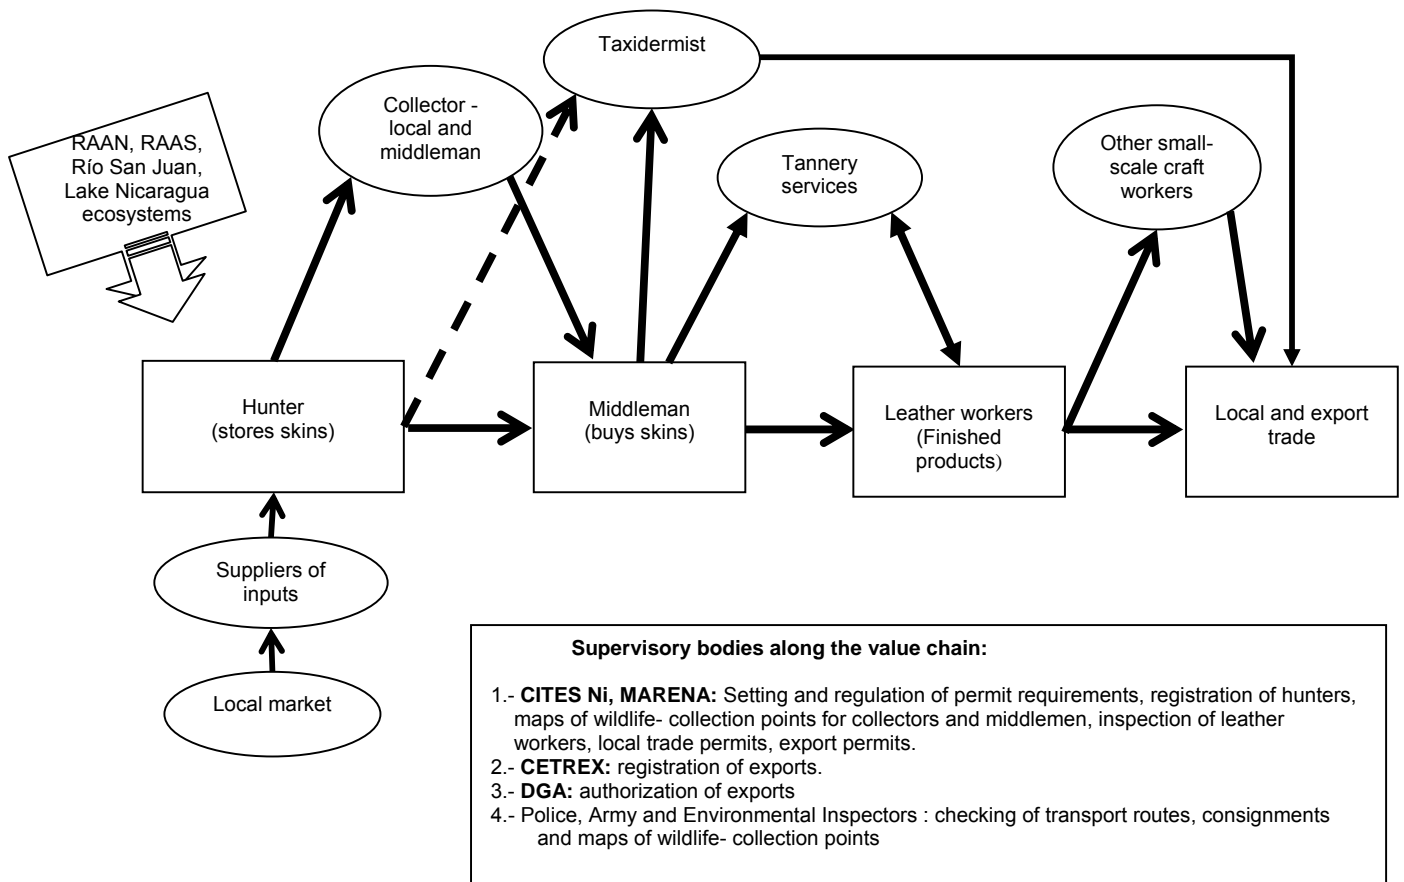 Taxidermist
Collector -
local and
middleman
RAAN, RAAS,
Río San Juan,
Lake Nicaragua
ecosystems
Tannery
services
Other small-
scale craft
workers
Hunter
(stores skins)
Middleman
(buys skins)
Leather workers
(Finished
products)
Local and export
trade
Suppliers of
inputs
Local market
Supervisory bodies along the value chain:
1.- CITES Ni, MARENA: Setting and regulation of permit requirements, registration of hunters,
maps of wildlife- collection points for collectors and middlemen, inspection of leather
workers, local trade permits, export permits.
2.- CETREX: registration of exports.
3.- DGA: authorization of exports
4.- Police, Army and Environmental Inspectors : checking of transport routes, consignments
and maps of wildlife- collection points